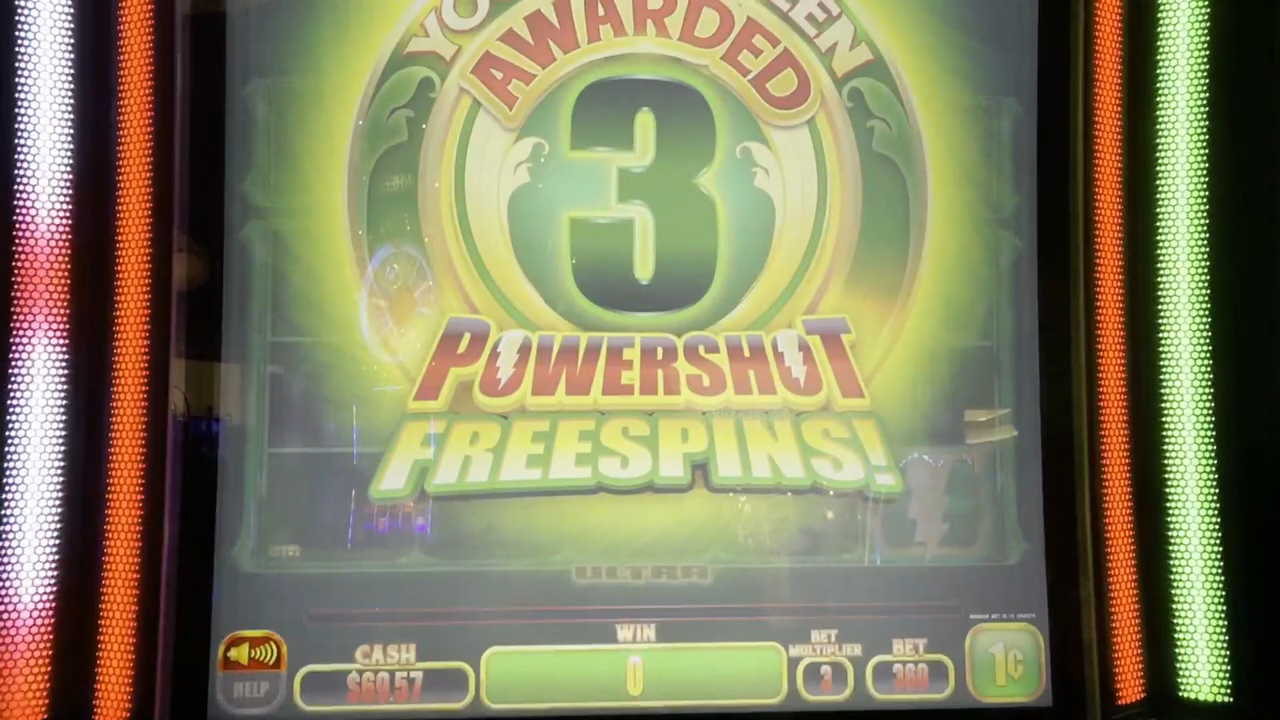 AWARDED
3
POWERSHOT
FREESPINS!
ULTRA
WIN
0
CASH
$69.57
BET
MULTIPLIER
3
BET
360
1¢
HELP